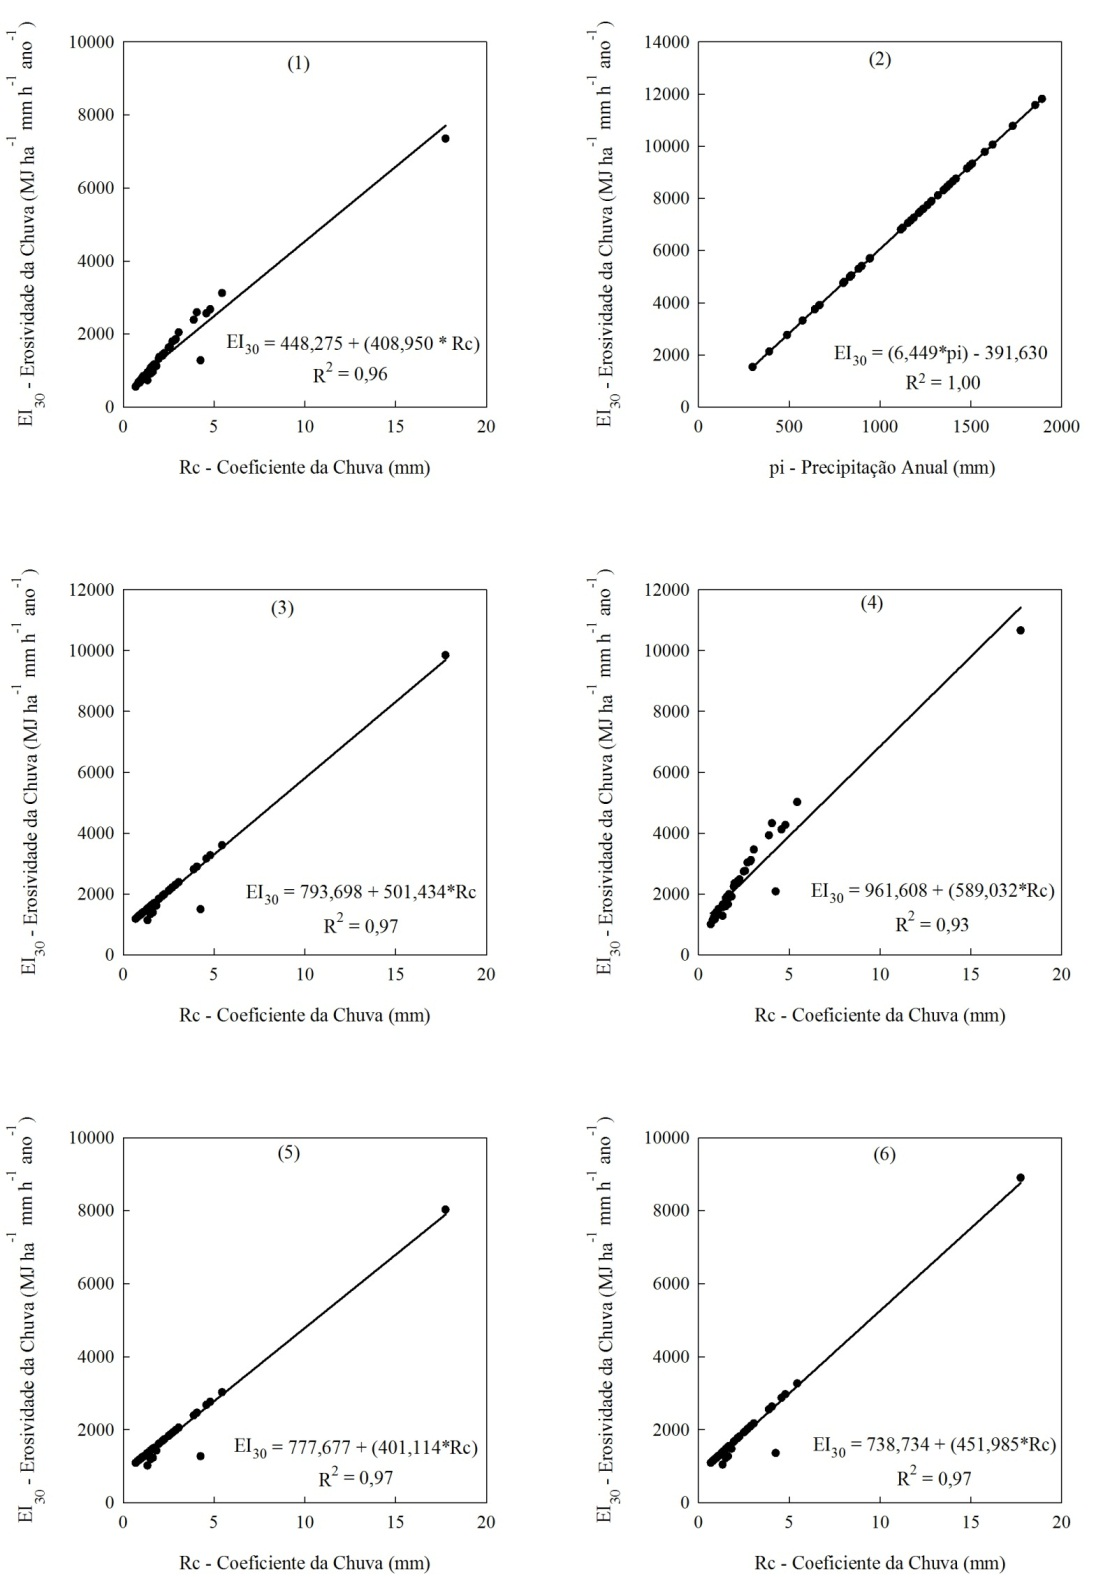 (1)
EI30 - Erosividade da Chuva (MJ ha-1 mm h-1 ano-1)
10000
8000
6000
4000
2000
0
EI30 = 448,275 + (408,950 * Rc)
R2 = 0,96
0 5 10 15 20
Rc - Coeficiente da Chuva (mm)
(2)
EI30 - Erosividade da Chuva (MJ ha-1 mm h-1 ano-1)
14000
12000
10000
8000
6000
4000
2000
0
EI30 = (6,449*pi) - 391,630
R2 = 1,00
0 500 1000 1500 2000
pi - Precipitação Anual (mm)
(3)
EI30 - Erosividade da Chuva (MJ ha-1 mm h-1 ano-1)
12000
10000
8000
6000
4000
2000
0
EI30 = 793,698 + 501,434*Rc
R2 = 0,97
0 5 10 15 20
Rc - Coeficiente da Chuva (mm)
(4)
EI30 - Erosividade da Chuva (MJ ha-1 mm h-1 ano-1)
12000
10000
8000
6000
4000
2000
0
EI30 = 961,608 + (589,032*Rc)
R2 = 0,93
0 5 10 15 20
Rc - Coeficiente da Chuva (mm)
(5)
EI30 - Erosividade da Chuva (MJ ha-1 mm h-1 ano-1)
10000
8000
6000
4000
2000
0
EI30 = 777,677 + (401,114*Rc)
R2 = 0,97
0 5 10 15 20
Rc - Coeficiente da Chuva (mm)
(6)
EI30 - Erosividade da Chuva (MJ ha-1 mm h-1 ano-1)
10000
8000
6000
4000
2000
0
EI30 = 738,734 + (451,985*Rc)
R2 = 0,97
0 5 10 15 20
Rc - Coeficiente da Chuva (mm)